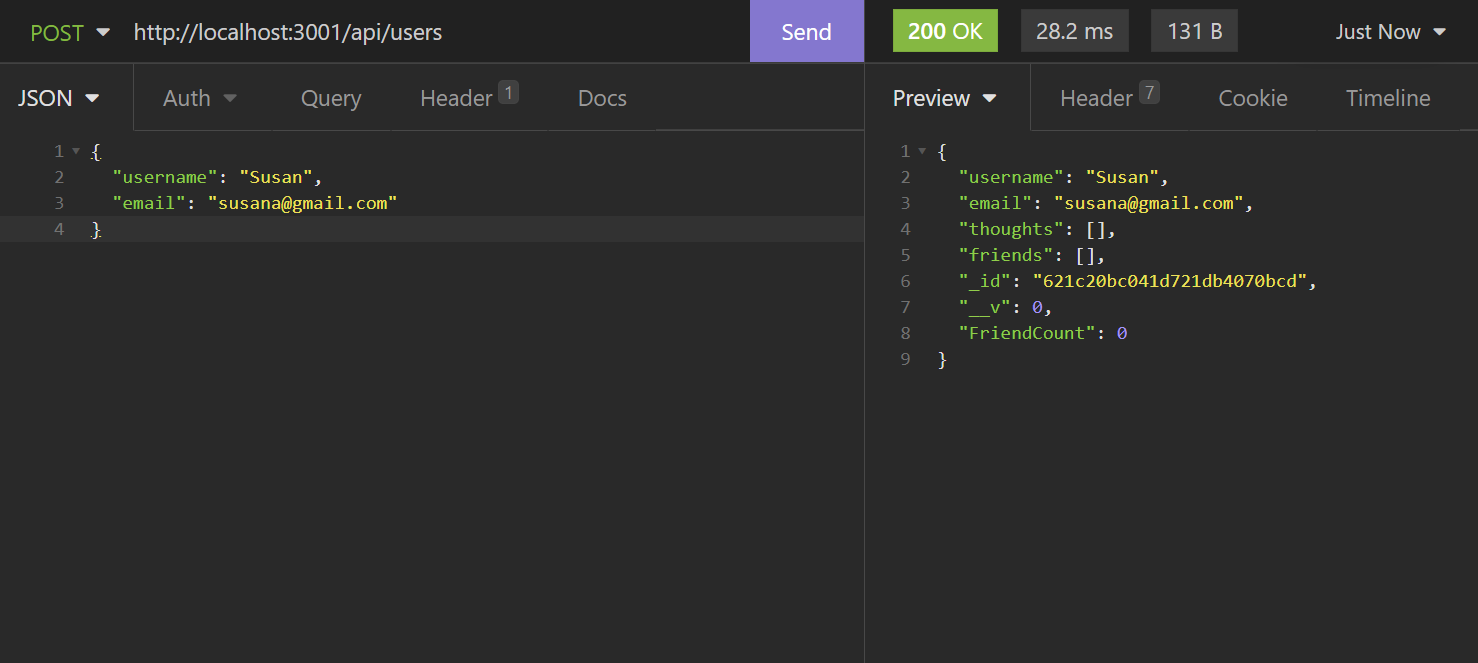 POST http://localhost:3001/api/users Send 200 OK 28.2 ms 131 B Just Now
JSON Auth Query Header 1 Docs Preview Header 7 Cookie Timeline
1 {
2 "username": "Susan",
3 "email": "susana@gmail.com"
4 }
1 {
2 "username": "Susan",
3 "email": "susana@gmail.com",
4 "thoughts": [],
5 "friends": [],
6 "_id": "621c20bc041d721db4070bcd",
7 "__v": 0,
8 "FriendCount": 0
9 }